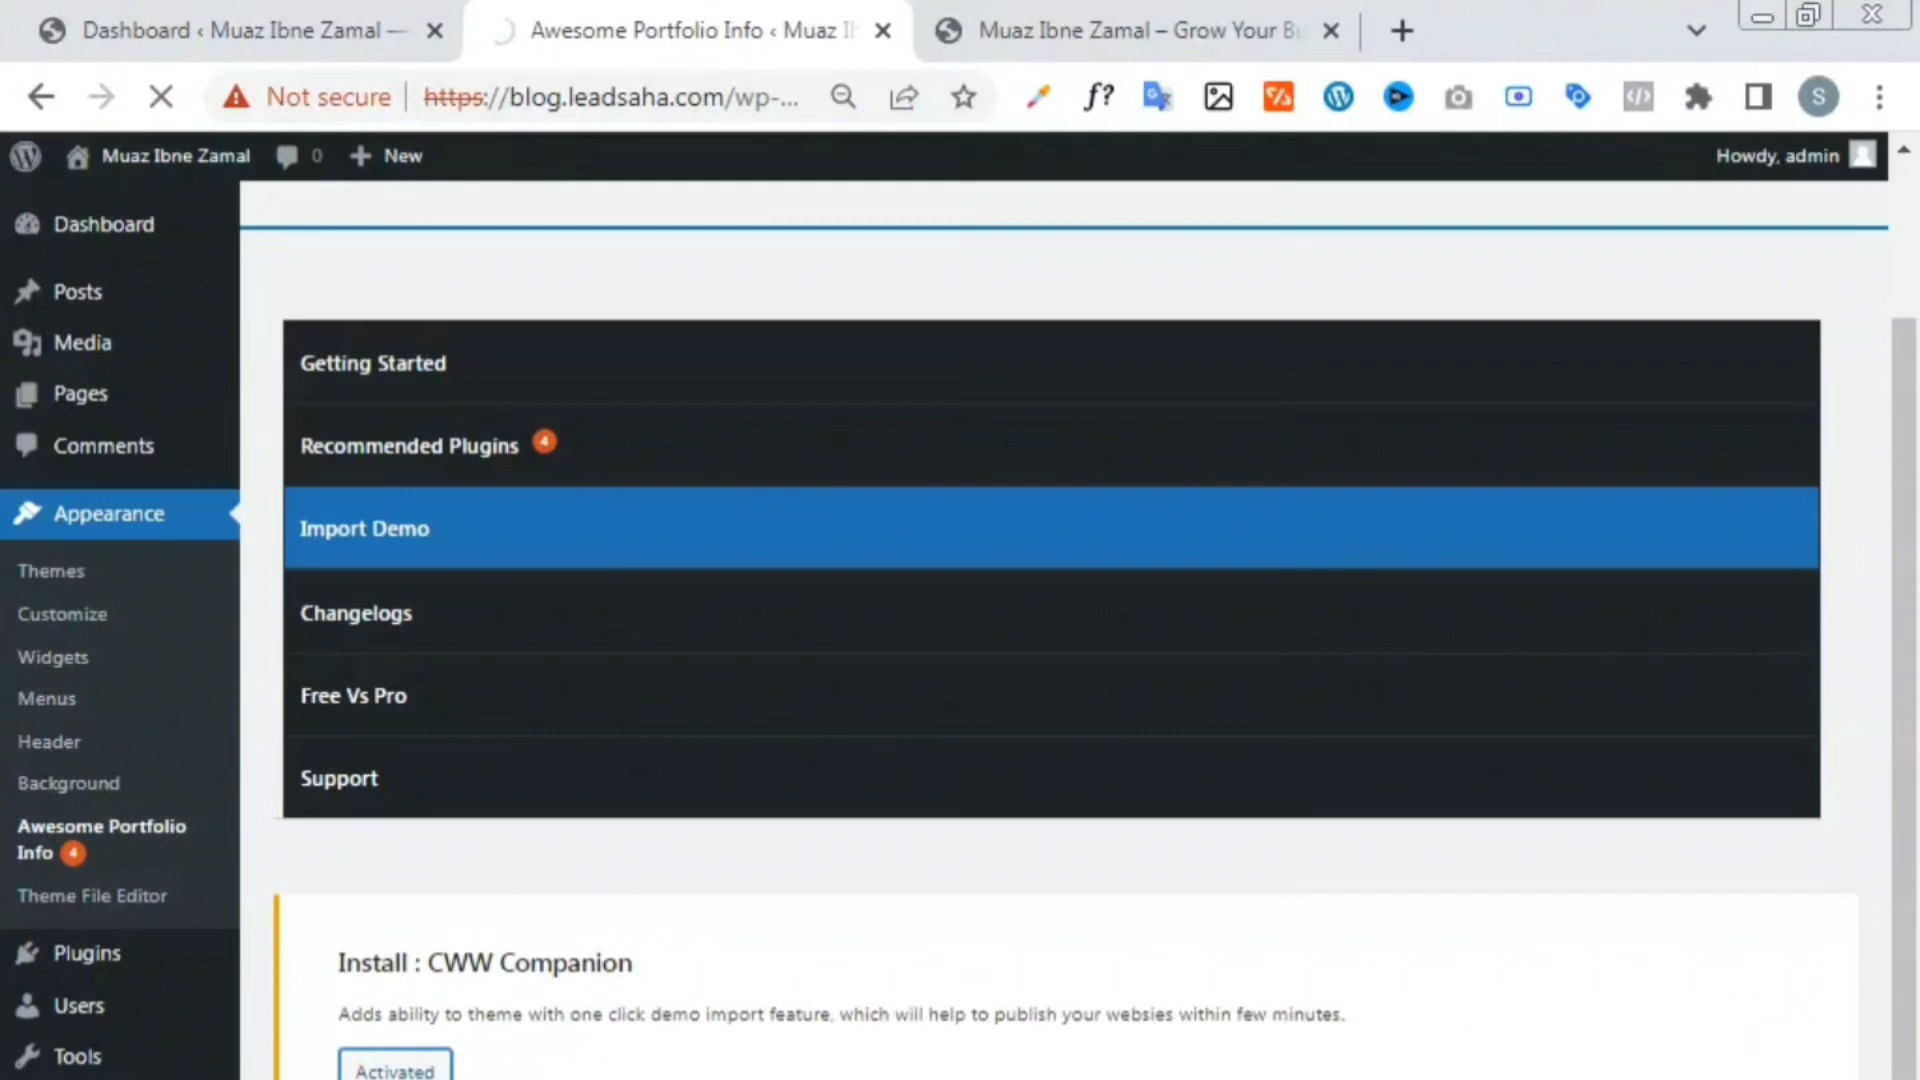 Dashboard ‹ Muaz Ibne Zamal —
Awesome Portfolio Info ‹ Muaz Ib
Muaz Ibne Zamal – Grow Your Bu
Not secure
https://blog.leadsaha.com/wp-...
f?
S
Muaz Ibne Zamal
0
New
Howdy, admin
Dashboard
Posts
Media
Pages
Comments
Appearance
Themes
Customize
Widgets
Menus
Header
Background
Awesome Portfolio
Info 4
Theme File Editor
Plugins
Users
Tools
Getting Started
Recommended Plugins 4
Import Demo
Changelogs
Free Vs Pro
Support
Install : CWW Companion
Adds ability to theme with one click demo import feature, which will help to publish your websies within few minutes.
Activated